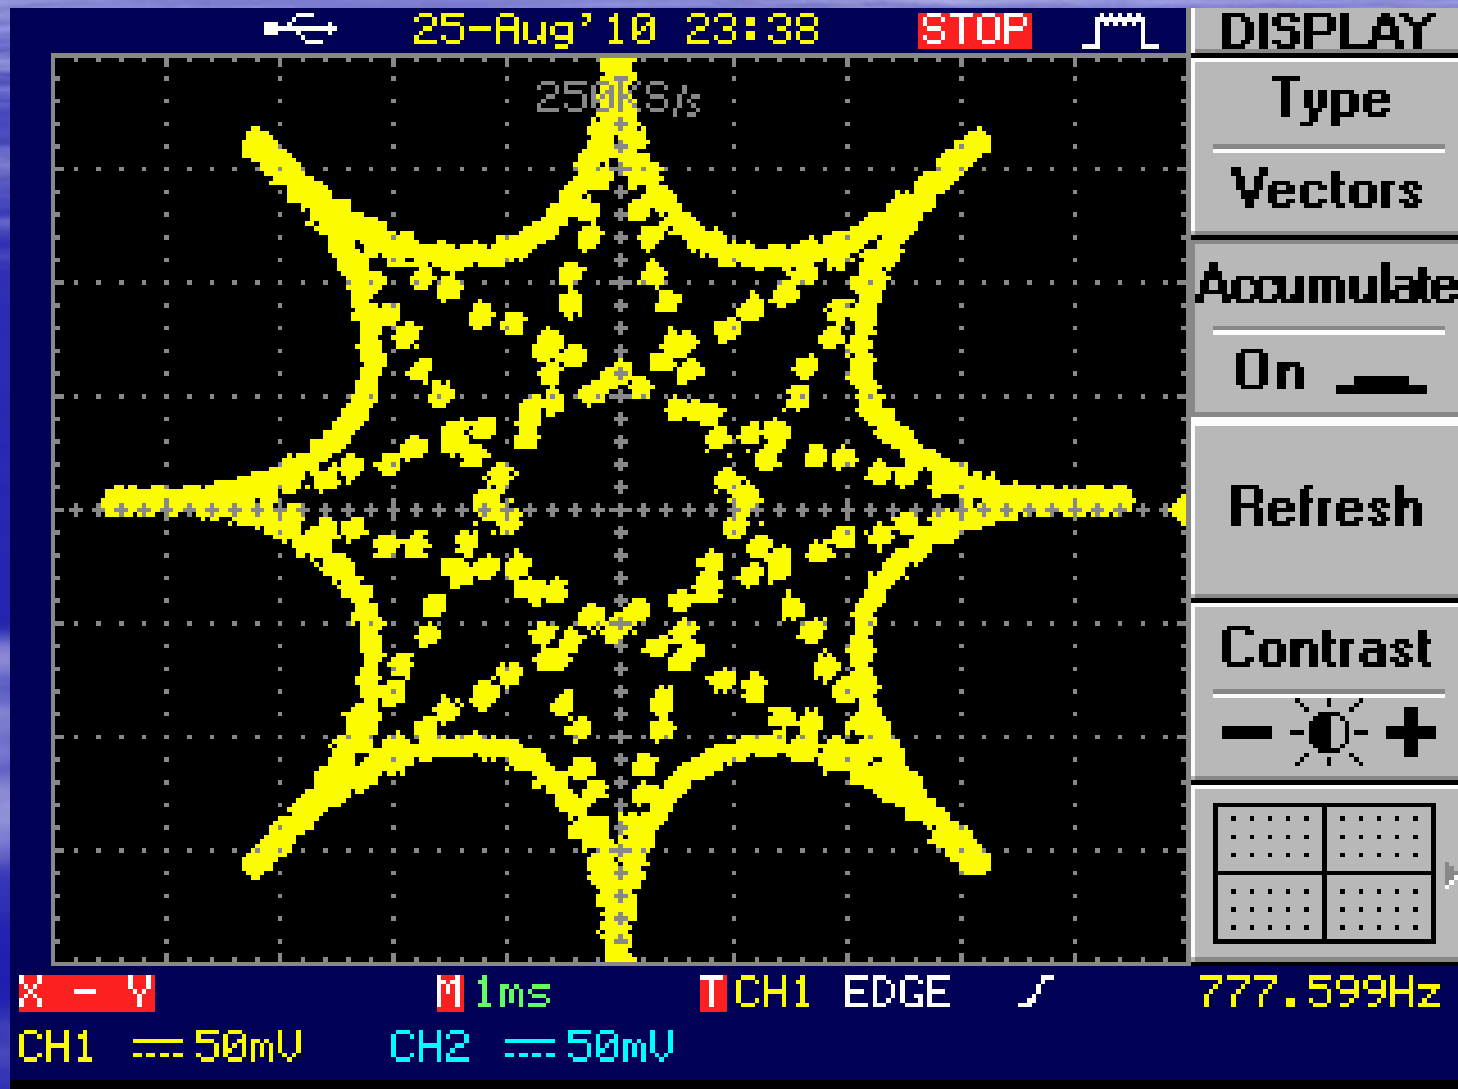 25-Aug'10 23:38 STOP DISPLAY
250KS/s
Type
Vectors
Accumulate
On
Refresh
Contrast
X - Y M 1ms T CH1 EDGE 777.599Hz
CH1 50mV CH2 50mV